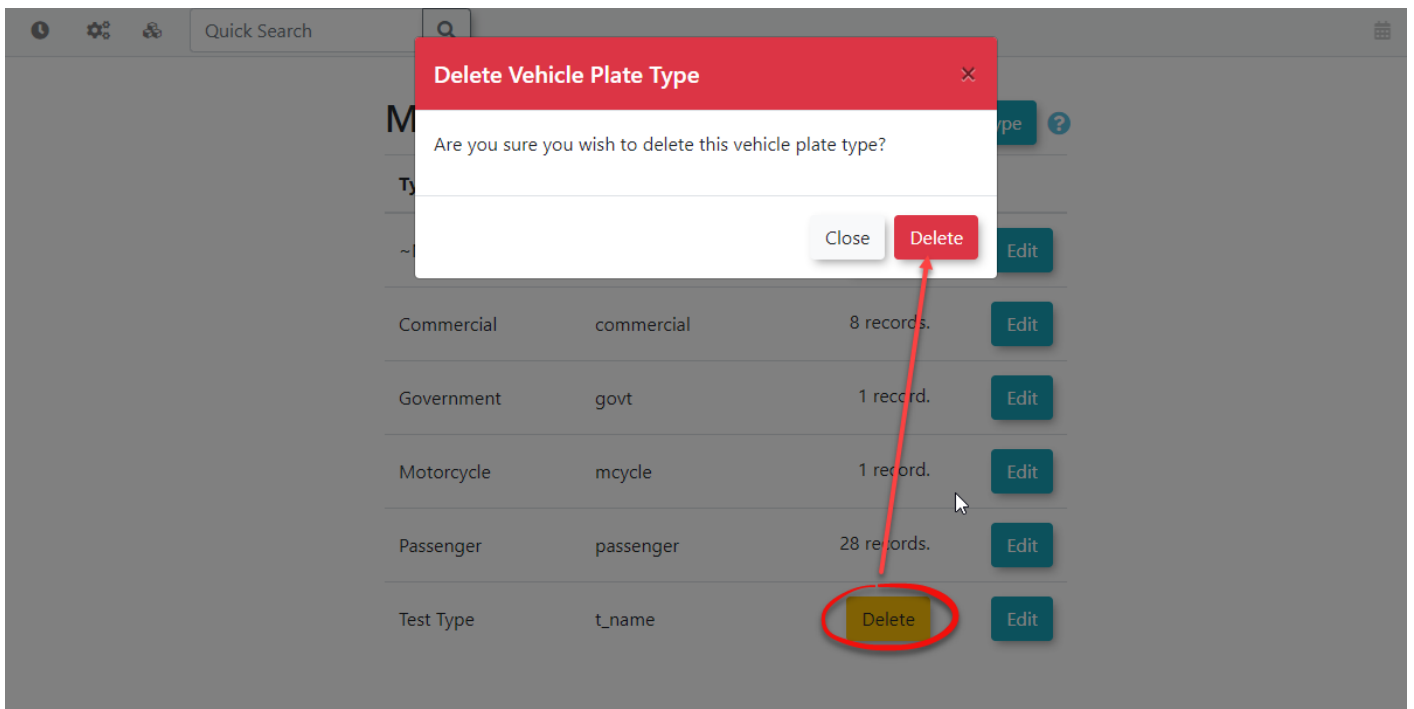 Quick Search
Delete Vehicle Plate Type ×
Are you sure you wish to delete this vehicle plate type?
Close Delete
Edit
Commercial commercial 8 records. Edit
Government govt 1 record. Edit
Motorcycle mcycle 1 record. Edit
Passenger passenger 28 records. Edit
Test Type t_name Delete Edit